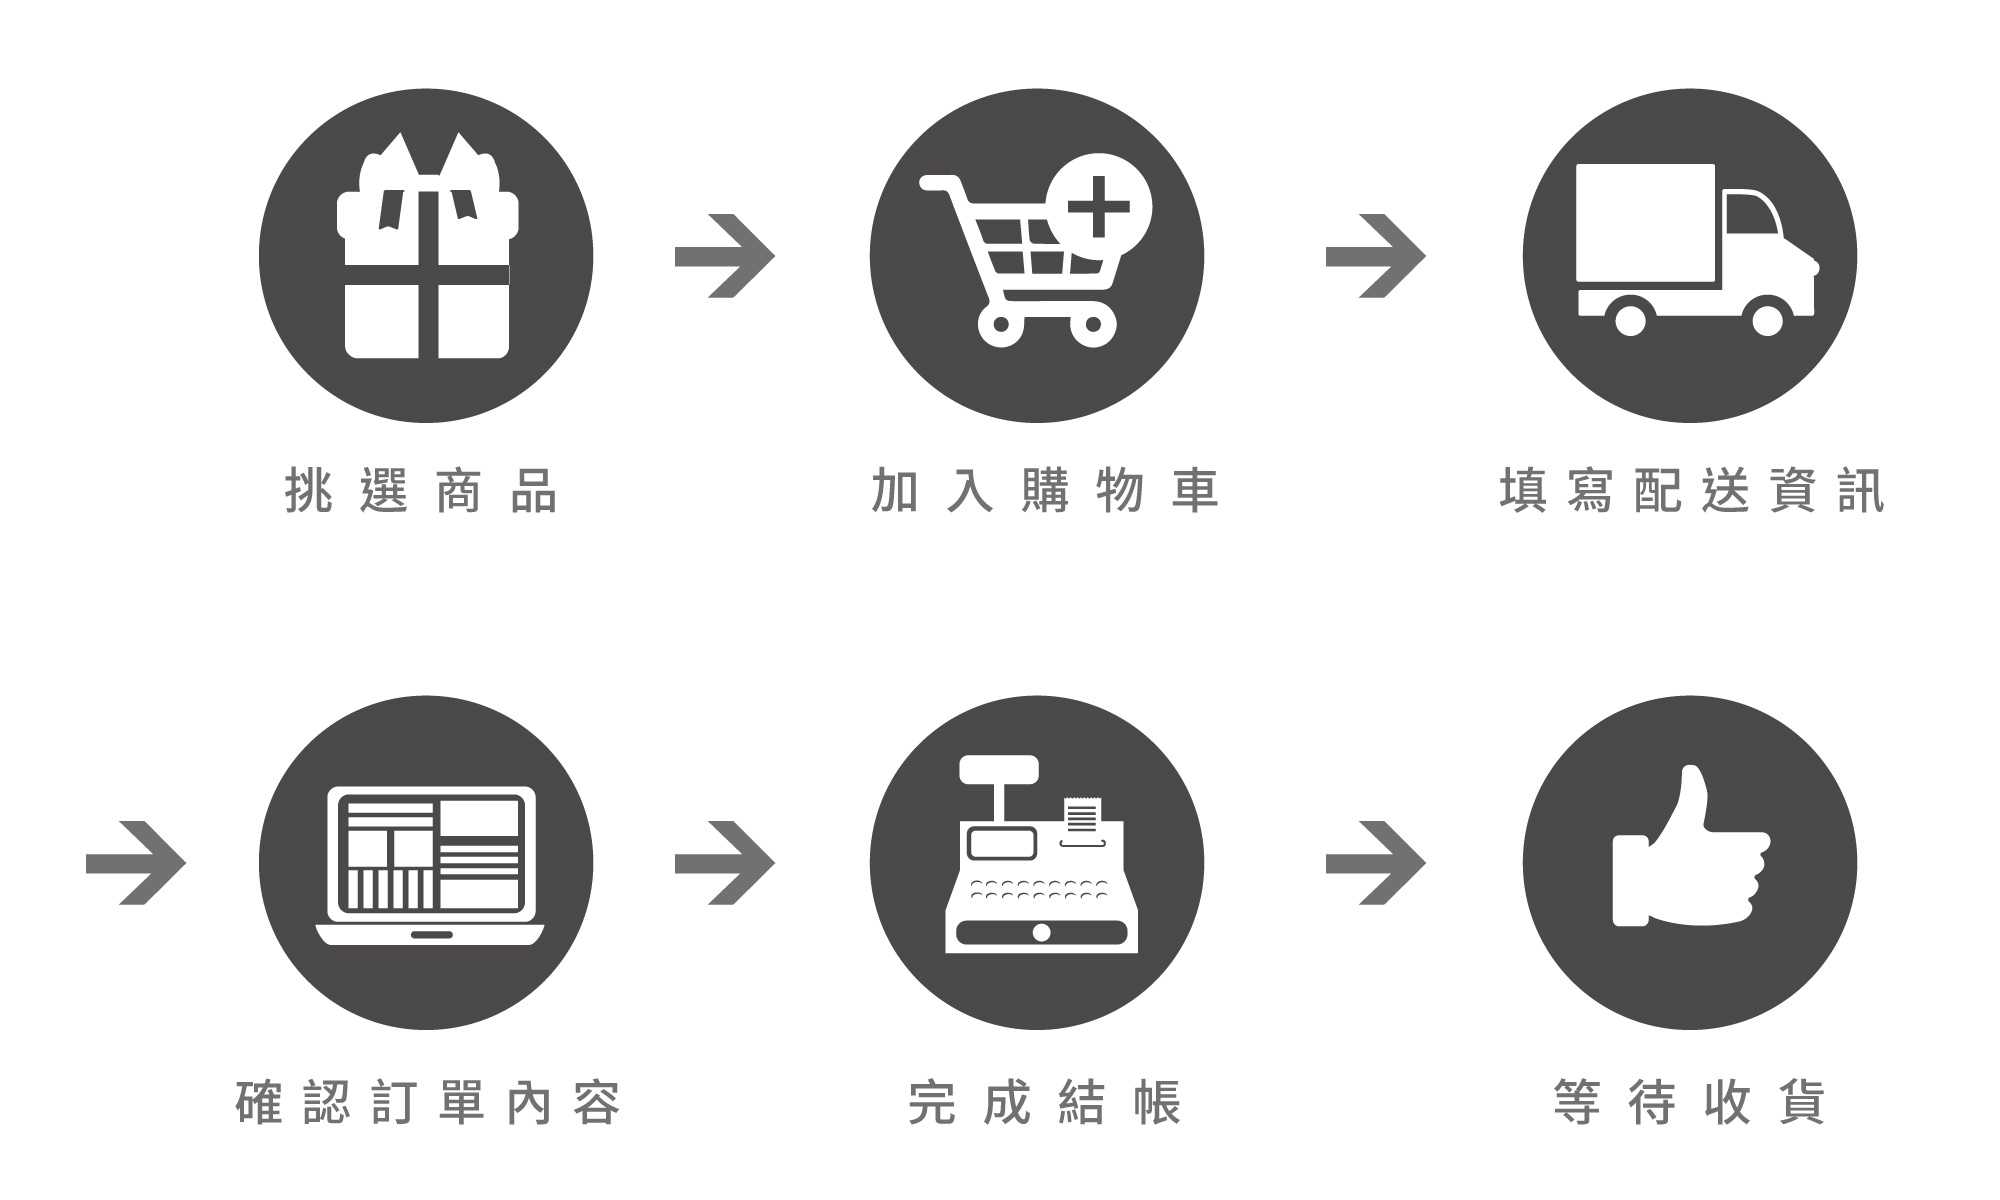 挑選商品
加入購物車
填寫配送資訊
確認訂單內容
完成結帳
等待收貨